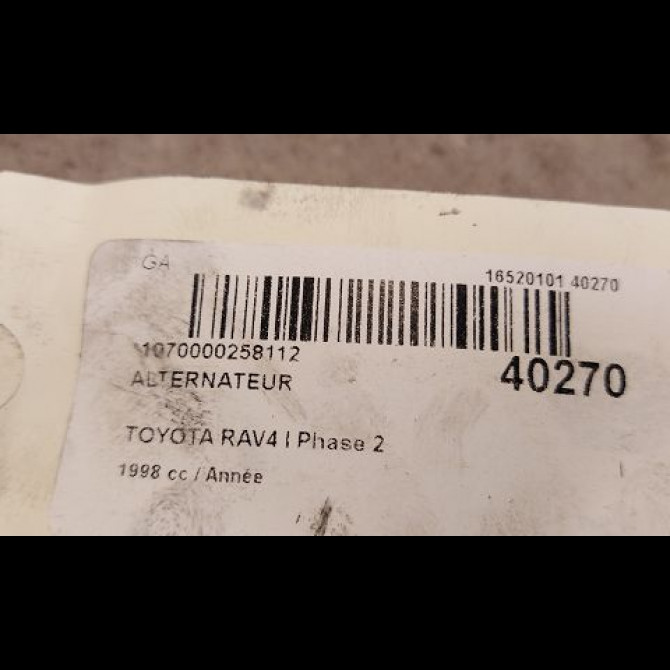 GA
16520101 40270
1070000258112
40270
ALTERNATEUR
TOYOTA RAV4 I Phase 2
1998 cc / Année